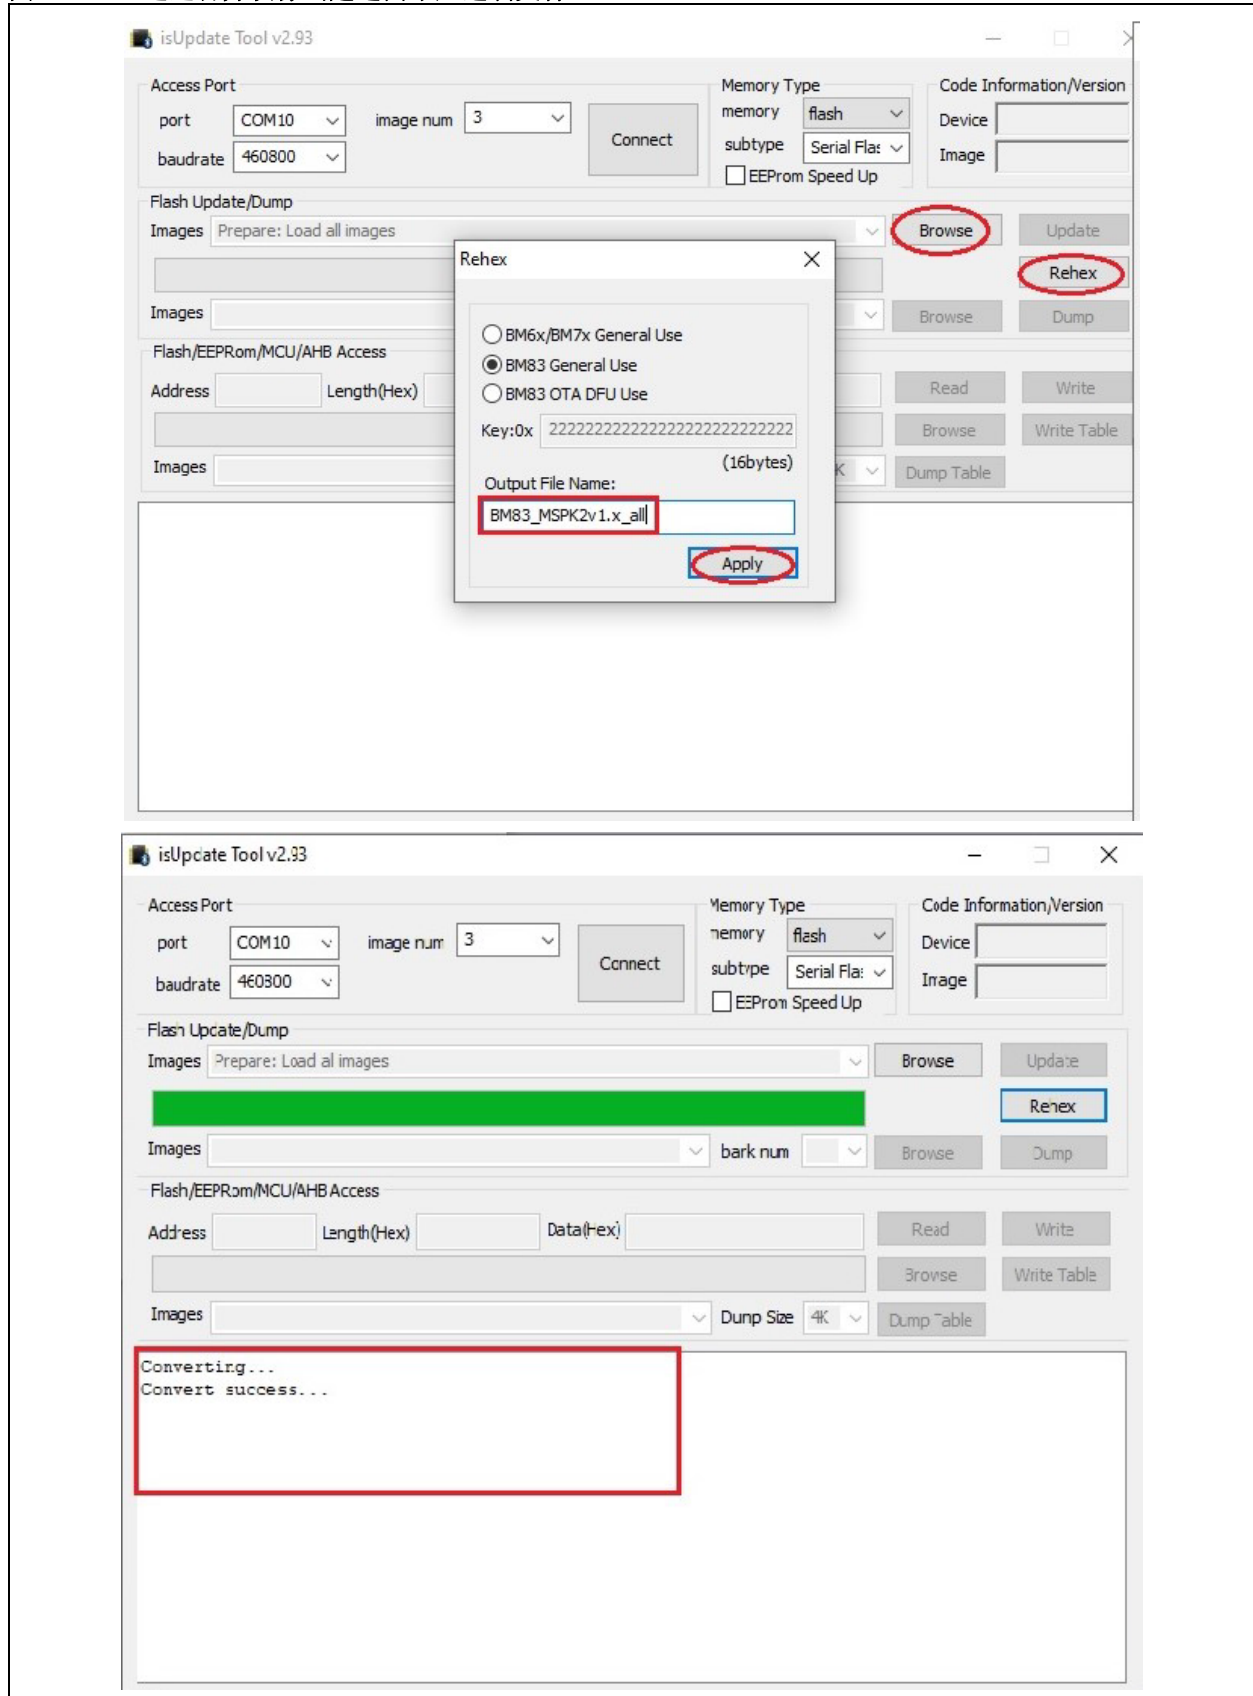 isUpdate Tool v2.93
Access Port
Memory Type
Code Information/Version
port COM10 image num 3
memory flash
Device
Connect
baudrate 460800
subtype Serial Flas
Image
EEProm Speed Up
Flash Update/Dump
Images Prepare: Load all images
Browse Update
Rehex
Images
Browse Dump
Flash/EEPRom/MCU/AHB Access
Address Length(Hex)
Read Write
Browse Write Table
Images
K Dump Table
Rehex
BM6x/BM7x General Use
BM83 General Use
BM83 OTA DFU Use
Key:0x 22222222222222222222222222
(16bytes)
Output File Name:
BM83_MSPK2v1.x_all
Apply
isUpdate Tool v2.93
Access Port
Memory Type
Code Information/Version
port COM10 image num 3
memory flash
Device
Connect
baudrate 460800
subtype Serial Flas
Image
EEProm Speed Up
Flash Update/Dump
Images Prepare: Load all images
Browse Update
Rehex
Images bank num
Browse Dump
Flash/EEPRom/MCU/AHB Access
Address Length(Hex) Data(Hex)
Read Write
Browse Write Table
Images Dump Size 4K Dump Table
Converting...
Convert success...